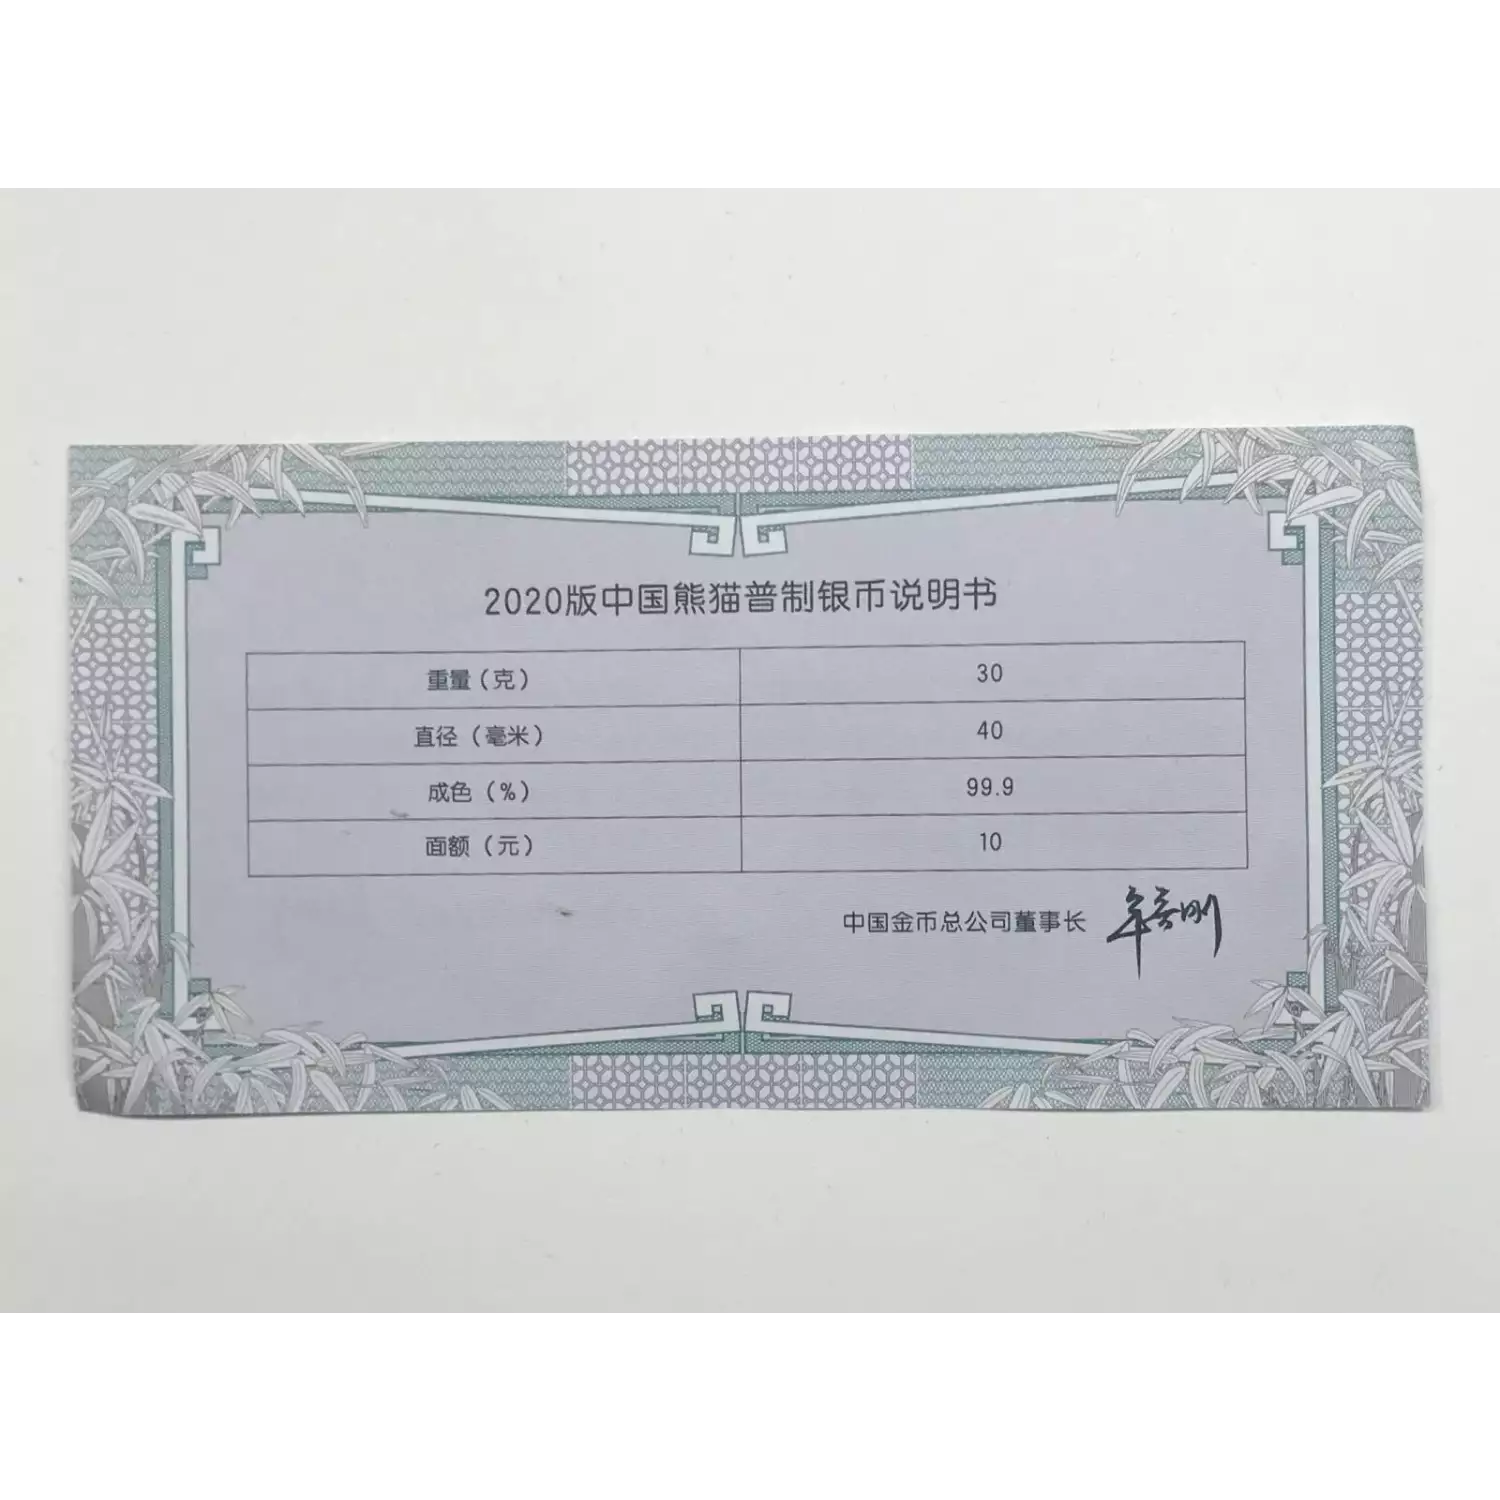 2020版中国熊猫普制银币说明书
重量（克） 30
直径（毫米） 40
成色（%） 99.9
面额（元） 10
中国金币总公司董事长